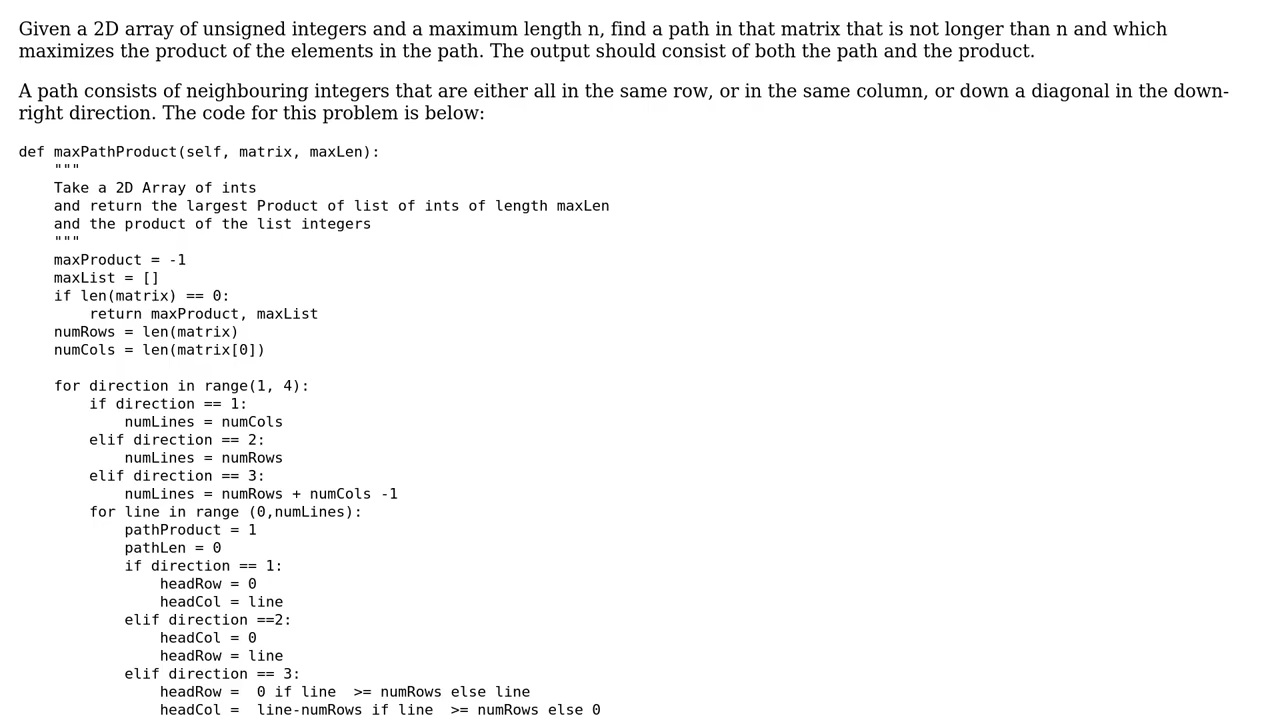 Given a 2D array of unsigned integers and a maximum length n, find a path in that matrix that is not longer than n and which
maximizes the product of the elements in the path. The output should consist of both the path and the product.

A path consists of neighbouring integers that are either all in the same row, or in the same column, or down a diagonal in the down-
right direction. The code for this problem is below:

def maxPathProduct(self, matrix, maxLen):
    """
    Take a 2D Array of ints
    and return the largest Product of list of ints of length maxLen
    and the product of the list integers
    """
    maxProduct = -1
    maxList = []
    if len(matrix) == 0:
        return maxProduct, maxList
    numRows = len(matrix)
    numCols = len(matrix[0])

    for direction in range(1, 4):
        if direction == 1:
            numLines = numCols
        elif direction == 2:
            numLines = numRows
        elif direction == 3:
            numLines = numRows + numCols -1
        for line in range (0,numLines):
            pathProduct = 1
            pathLen = 0
            if direction == 1:
                headRow = 0
                headCol = line
            elif direction ==2:
                headCol = 0
                headRow = line
            elif direction == 3:
                headRow =  0 if line  >= numRows else line
                headCol =  line-numRows if line  >= numRows else 0